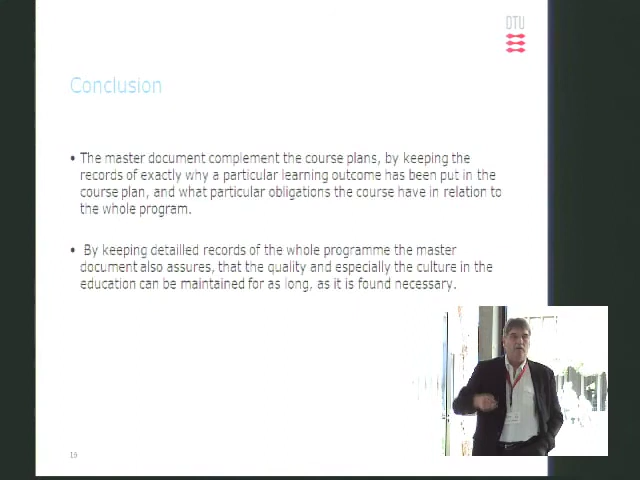 DTU
Conclusion
• The master document complement the course plans, by keeping the
records of exactly why a particular learning outcome has been put in the
course plan, and what particular obligations the course have in relation to
the whole program.
• By keeping detailled records of the whole programme the master
document also assures, that the quality and especially the culture in the
education can be maintained for as long, as it is found necessary.
19